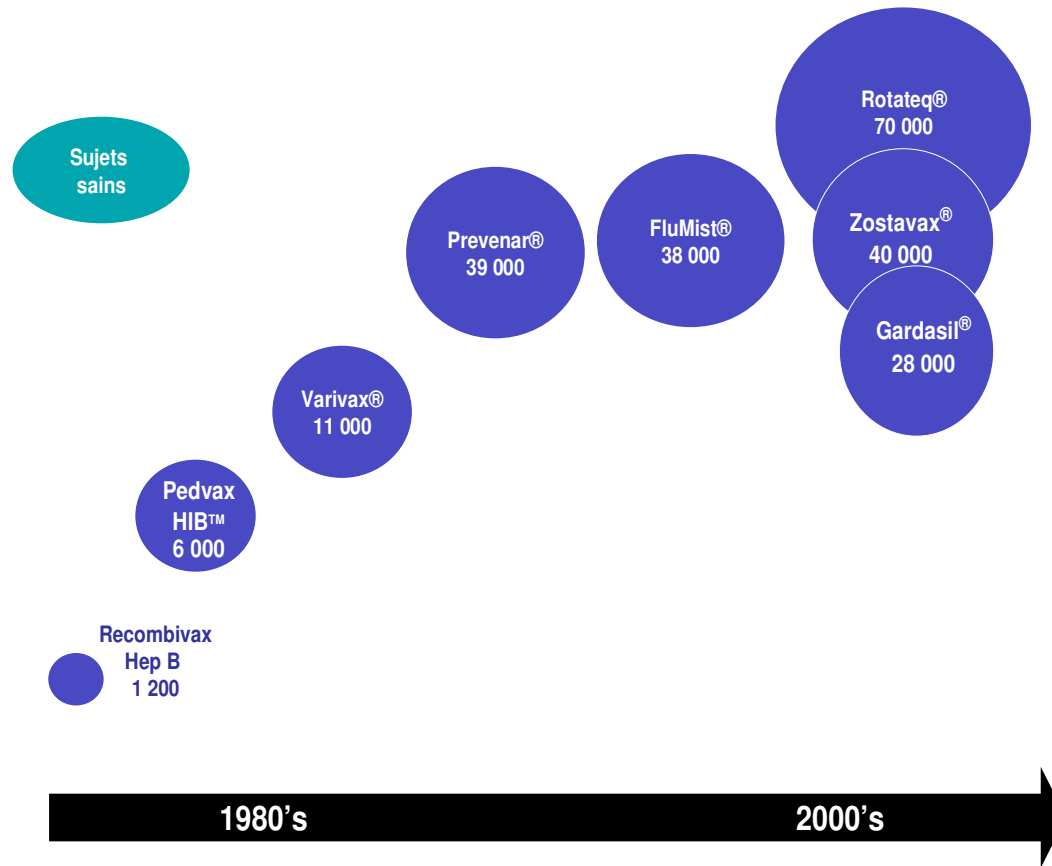 Sujets
sains
Rotateq®
70 000
Prevenar®
39 000
FluMist®
38 000
Zostavax®
40 000
Gardasil®
28 000
Varivax®
11 000
Pedvax
HIB™
6 000
Recombivax
Hep B
1 200
1980’s
2000’s